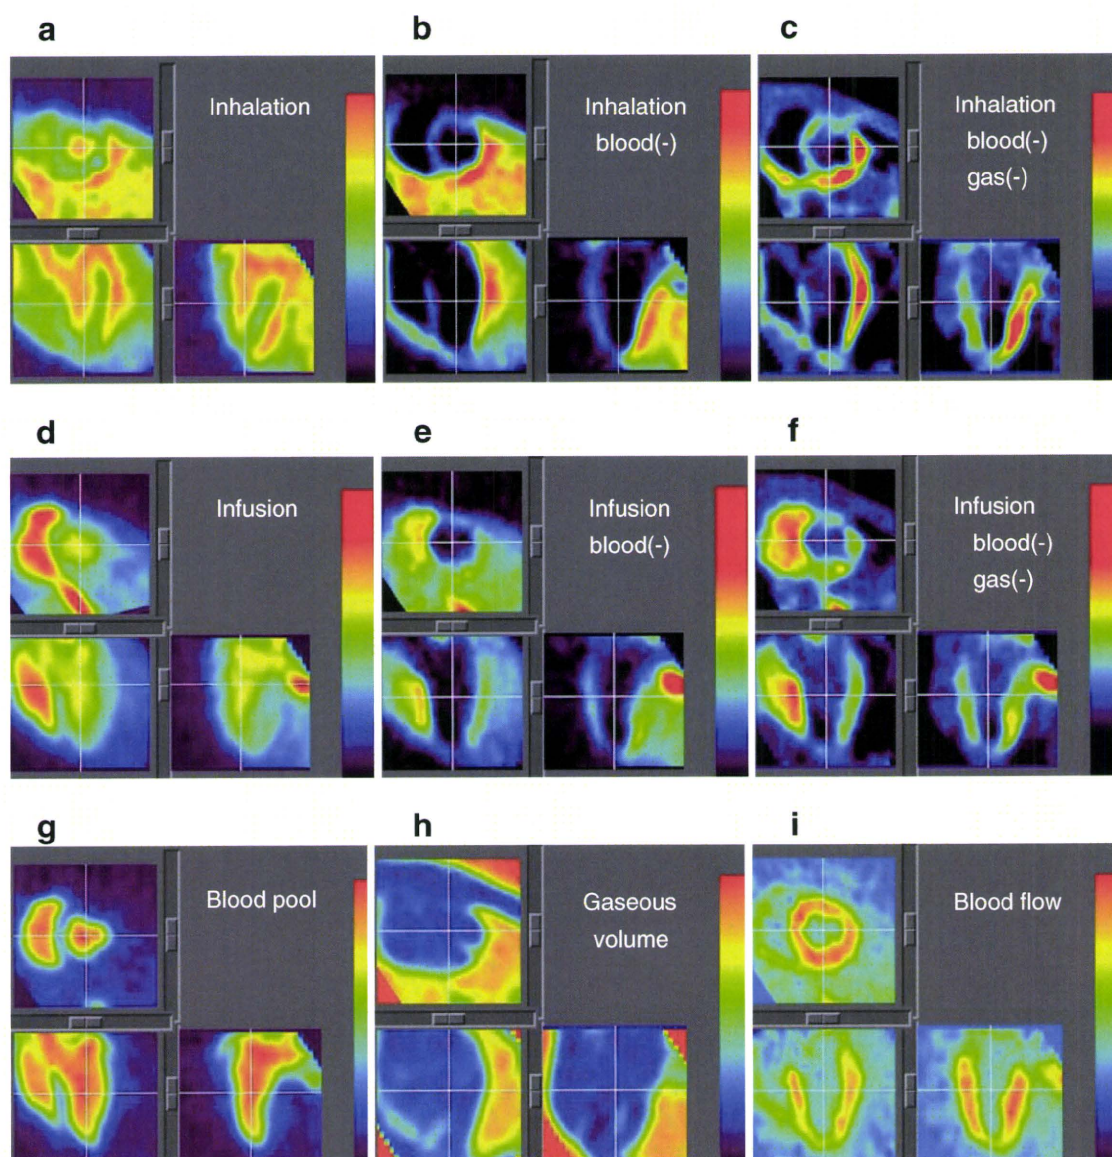 a
b
c
Inhalation
Inhalation
blood(-)
Inhalation
blood(-)
gas(-)
d
e
f
Infusion
Infusion
blood(-)
Infusion
blood(-)
gas(-)
g
h
i
Blood pool
Gaseous
volume
Blood flow